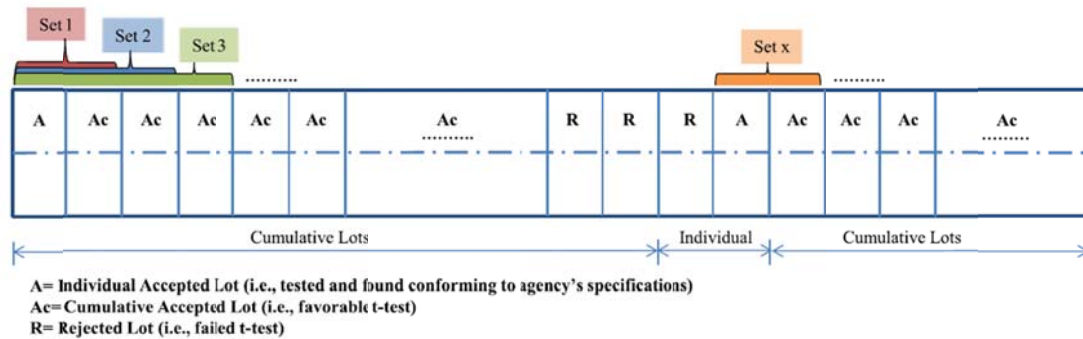 Set 1
Set 2
Set 3
Set x
......... .........
A Ac Ac Ac Ac Ac Ac R R R A Ac Ac Ac Ac
......... ........
Cumulative Lots Individual Cumulative Lots
A= Individual Accepted Lot (i.e., tested and found conforming to agency's specifications)
Ac= Cumulative Accepted Lot (i.e., favorable t-test)
R= Rejected Lot (i.e., failed t-test)